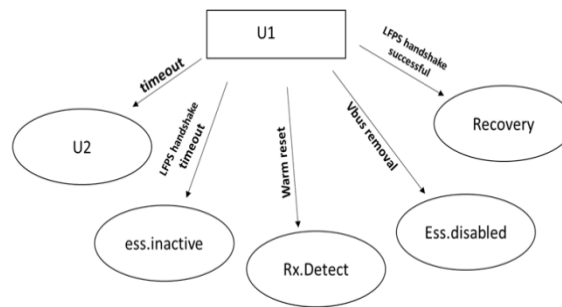 U1
timeout
LFPS handshake
timeout
Warm reset
Vbus removal
LFPS handshake
successful
U2
ess.inactive
Rx.Detect
Ess.disabled
Recovery